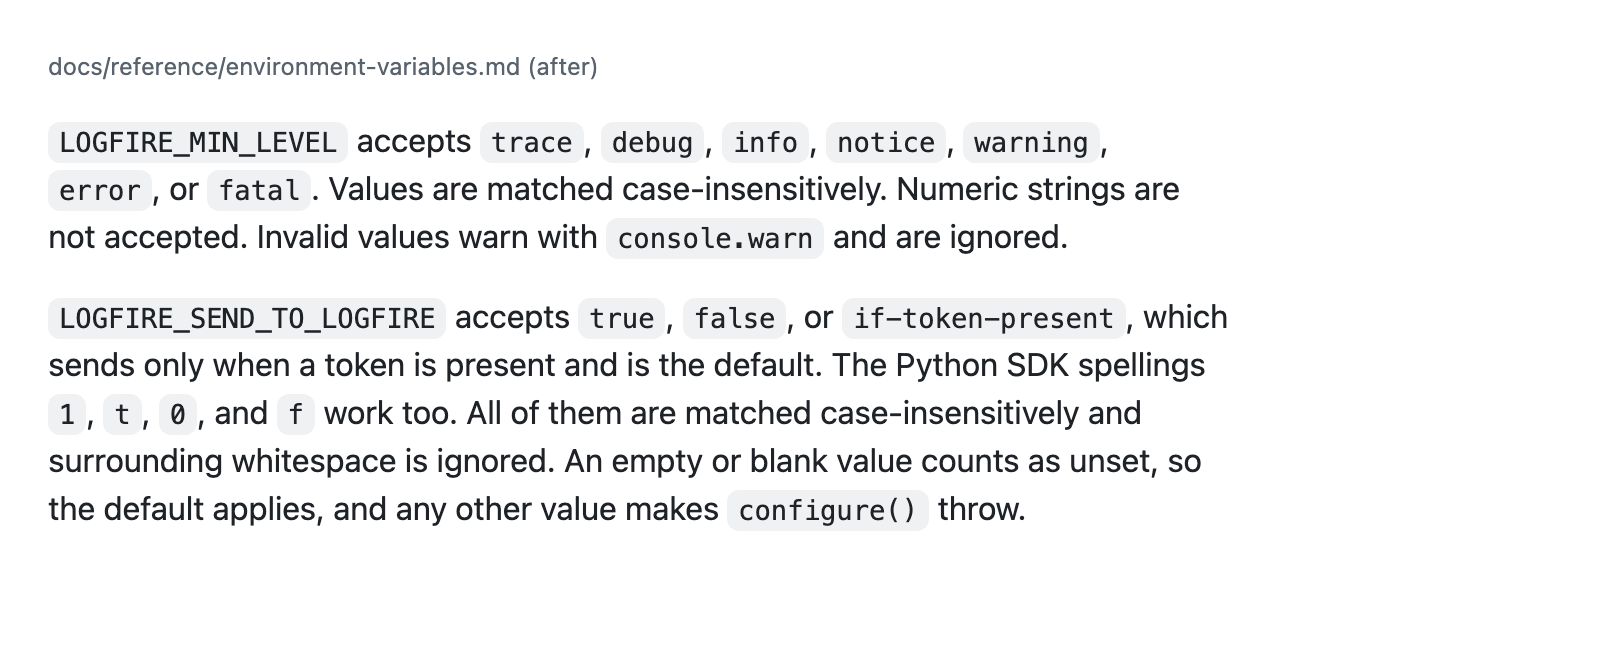 docs/reference/environment-variables.md (after)
LOGFIRE_MIN_LEVEL accepts trace, debug, info, notice, warning,
error, or fatal. Values are matched case-insensitively. Numeric strings are
not accepted. Invalid values warn with console.warn and are ignored.
LOGFIRE_SEND_TO_LOGFIRE accepts true, false, or if-token-present, which
sends only when a token is present and is the default. The Python SDK spellings
1, t, 0, and f work too. All of them are matched case-insensitively and
surrounding whitespace is ignored. An empty or blank value counts as unset, so
the default applies, and any other value makes configure() throw.